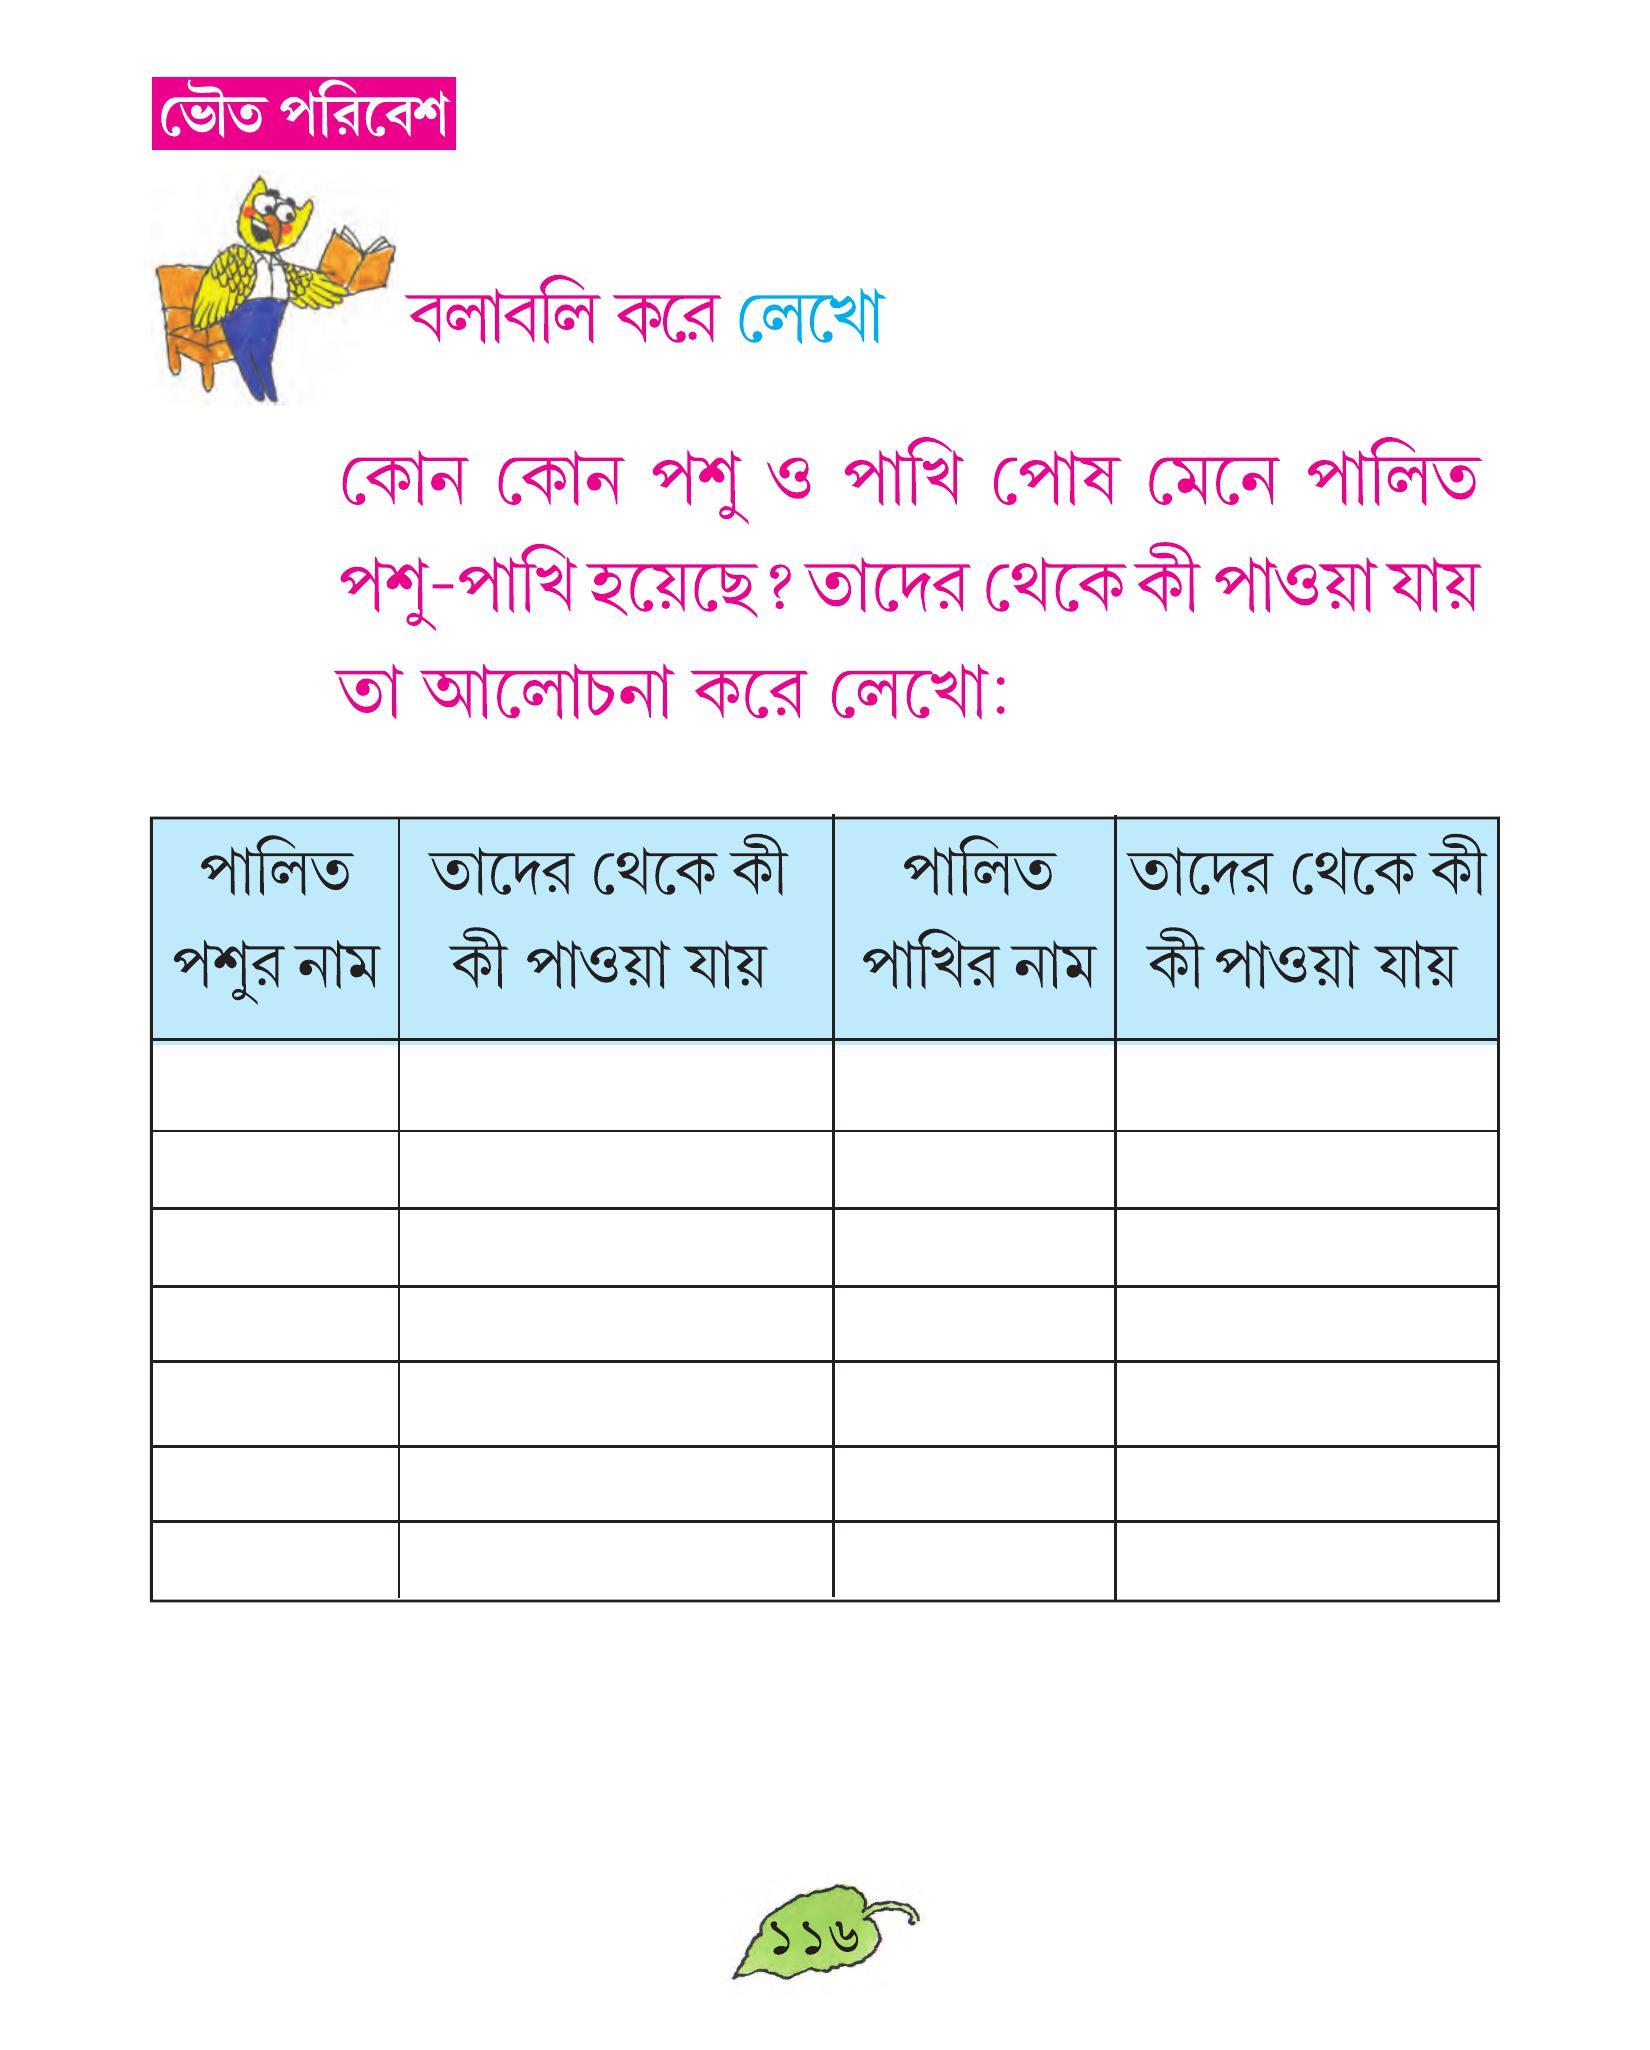 ভৌত পরিবেশ
বলাবলি করে লেখো
কোন কোন পশু ও পাখি পোষ মেনে পালিত
পশু-পাখি হয়েছে? তাদের থেকে কী পাওয়া যায়
তা আলোচনা করে লেখো:
পালিত
পশুর নাম
তাদের থেকে কী
কী পাওয়া যায়
পালিত
পাখির নাম
তাদের থেকে কী
কী পাওয়া যায়
১১৬